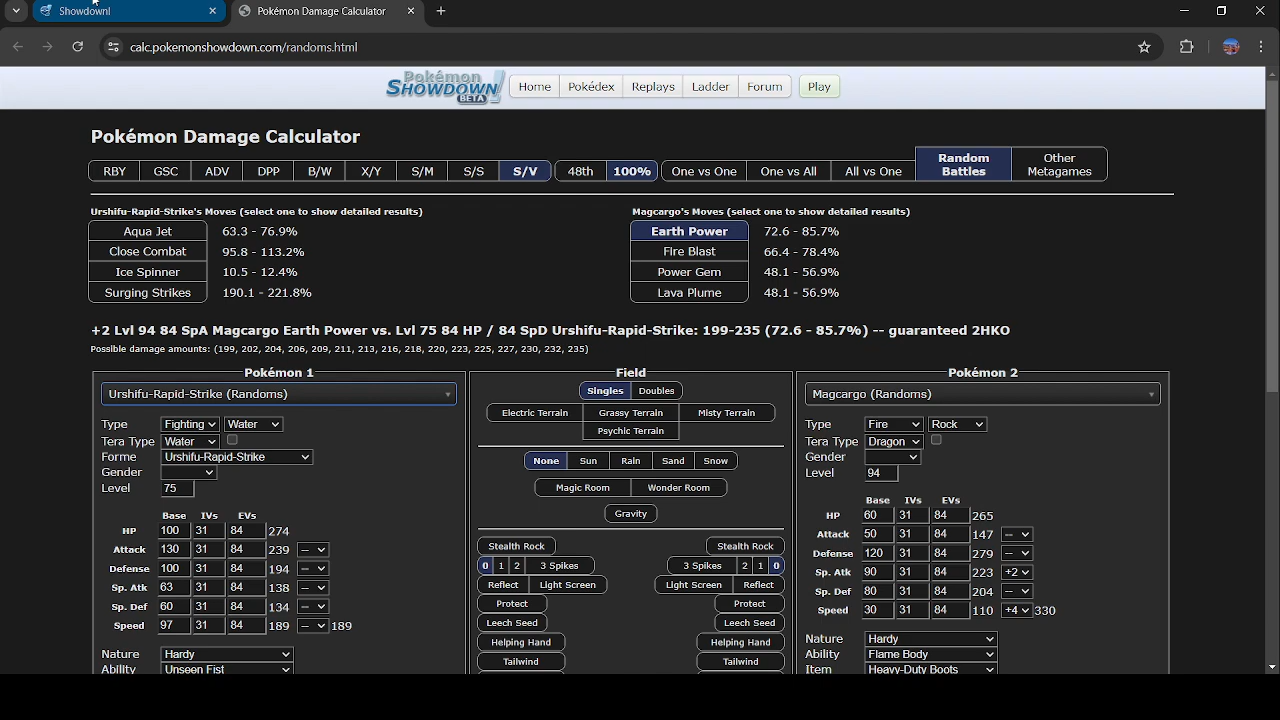 Showdown!
Pokémon Damage Calculator
calc.pokemonshowdown.com/randoms.html
Pokémon SHOWDOWN! BETA
Home Pokédex Replays Ladder Forum Play
Pokémon Damage Calculator
RBY GSC ADV DPP B/W X/Y S/M S/S S/V 48th 100% One vs One One vs All All vs One Random Battles Other Metagames
Urshifu-Rapid-Strike's Moves (select one to show detailed results) Magcargo's Moves (select one to show detailed results)
Aqua Jet 63.3 - 76.9% Earth Power 72.6 - 85.7%
Close Combat 95.8 - 113.2% Fire Blast 66.4 - 78.4%
Ice Spinner 10.5 - 12.4% Power Gem 48.1 - 56.9%
Surging Strikes 190.1 - 221.8% Lava Plume 48.1 - 56.9%
+2 Lvl 94 84 SpA Magcargo Earth Power vs. Lvl 75 84 HP / 84 SpD Urshifu-Rapid-Strike: 199-235 (72.6 - 85.7%) -- guaranteed 2HKO
Possible damage amounts: (199, 202, 204, 206, 209, 211, 213, 216, 218, 220, 223, 225, 227, 230, 232, 235)
Pokémon 1
Urshifu-Rapid-Strike (Randoms)
Type Fighting Water
Tera Type Water
Forme Urshifu-Rapid-Strike
Gender
Level 75
Base IVs EVs
HP 100 31 84 274
Attack 130 31 84 239 --
Defense 100 31 84 194 --
Sp. Atk 63 31 84 138 --
Sp. Def 60 31 84 134 --
Speed 97 31 84 189 -- 189
Nature Hardy
Ability Unseen Fist
Field
Singles Doubles
Electric Terrain Grassy Terrain Misty Terrain
Psychic Terrain
None Sun Rain Sand Snow
Magic Room Wonder Room
Gravity
Stealth Rock Stealth Rock
0 1 2 3 Spikes 3 Spikes 2 1 0
Reflect Light Screen Light Screen Reflect
Protect Protect
Leech Seed Leech Seed
Helping Hand Helping Hand
Tailwind Tailwind
Pokémon 2
Magcargo (Randoms)
Type Fire Rock
Tera Type Dragon
Gender
Level 94
Base IVs EVs
HP 60 31 84 265
Attack 50 31 84 147 --
Defense 120 31 84 279 --
Sp. Atk 90 31 84 223 +2
Sp. Def 80 31 84 204 --
Speed 30 31 84 110 +4 330
Nature Hardy
Ability Flame Body
Item Heavy-Duty Boots